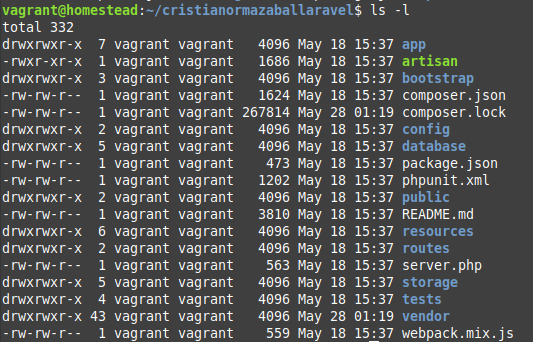 vagrant@homestead:~/cristianormazaballaravel$ ls -l
total 332
drwxrwxr-x  7 vagrant vagrant   4096 May 18 15:37 app
-rwxr-xr-x  1 vagrant vagrant   1686 May 18 15:37 artisan
drwxrwxr-x  3 vagrant vagrant   4096 May 18 15:37 bootstrap
-rw-rw-r--  1 vagrant vagrant   1624 May 18 15:37 composer.json
-rw-rw-r--  1 vagrant vagrant 267814 May 28 01:19 composer.lock
drwxrwxr-x  2 vagrant vagrant   4096 May 18 15:37 config
drwxrwxr-x  5 vagrant vagrant   4096 May 18 15:37 database
-rw-rw-r--  1 vagrant vagrant    473 May 18 15:37 package.json
-rw-rw-r--  1 vagrant vagrant   1202 May 18 15:37 phpunit.xml
drwxrwxr-x  2 vagrant vagrant   4096 May 18 15:37 public
-rw-rw-r--  1 vagrant vagrant   3810 May 18 15:37 README.md
drwxrwxr-x  6 vagrant vagrant   4096 May 18 15:37 resources
drwxrwxr-x  2 vagrant vagrant   4096 May 18 15:37 routes
-rw-rw-r--  1 vagrant vagrant    563 May 18 15:37 server.php
drwxrwxr-x  5 vagrant vagrant   4096 May 18 15:37 storage
drwxrwxr-x  4 vagrant vagrant   4096 May 18 15:37 tests
drwxrwxr-x 43 vagrant vagrant   4096 May 28 01:19 vendor
-rw-rw-r--  1 vagrant vagrant    559 May 18 15:37 webpack.mix.js